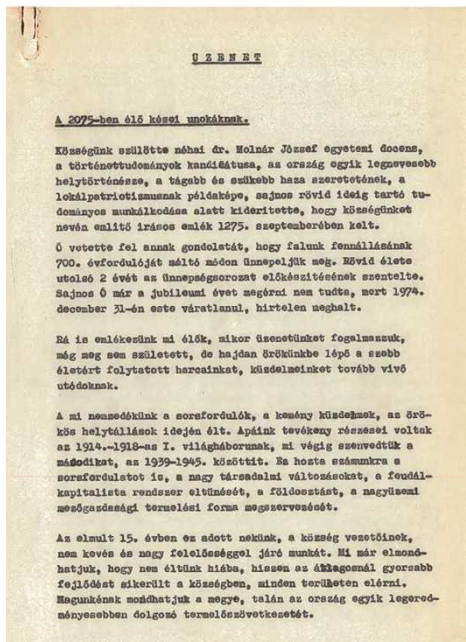 ÜZENET
A 2075-ben élő kései unokáknak.
Községünk szülötte néhai dr. Molnár József egyetemi docens,
a történettudományok kandidátusa, az ország egyik legnevesebb
helytörténésze, a tágabb és szűkebb haza szeretetének, a
lokálpatriotizmusnak példaképe, sajnos rövid ideig tartó tu-
dományos munkálkodása alatt kiderítette, hogy községünket
nevén említő írásos emlék 1275. szeptemberében kelt.
Ő vetette fel annak gondolatát, hogy falunk fennállásának
700. évfordulóját méltó módon ünnepeljük meg. Rövid élete
utolsó 2 évét az ünnepségsorozat előkészítésének szentelte.
Sajnos Ő már a jubileumi évet megérni nem tudta, mert 1974.
december 31-én este váratlanul, hirtelen meghalt.
Rá is emlékezünk mi élők, mikor üzenetünket fogalmazzuk,
még meg sem született, de hajdan örökünkbe lépő a szebb
életért folytatott harcainkat, küzdelmeinket tovább vivő
utódoknak.
A mi nemzedékünk a sorsfordulók, a kemény küzdelmek, az örö-
kös helytállások idején élt. Apáink tevékeny részesei voltak
az 1914.-1918-as I. világháborunak, mi végig szenvedtük a
másodikat, az 1939-1945. közöttit. Ez hozta számunkra a
sorsfordulatot is, a nagy társadalmi változásokat, a feudál-
kapitalista rendszer eltünését, a földosztást, a nagyüzemi
mezőgazdasági termelési forma megszervezését.
Az elmult 15. évben ez adott nekünk, a község vezetőinek,
nem kevés és nagy felelőséggel járó munkát. Mi már elmond-
hatjuk, hogy nem éltünk hiába, hiszen az átlagosnál gyorsabb
fejlődést sikerült a községben, minden területen elérni.
Magunkénak mondhatjuk a megye, talán az ország egyik legered-
ményesebben dolgozó termelőszövetkezetét.